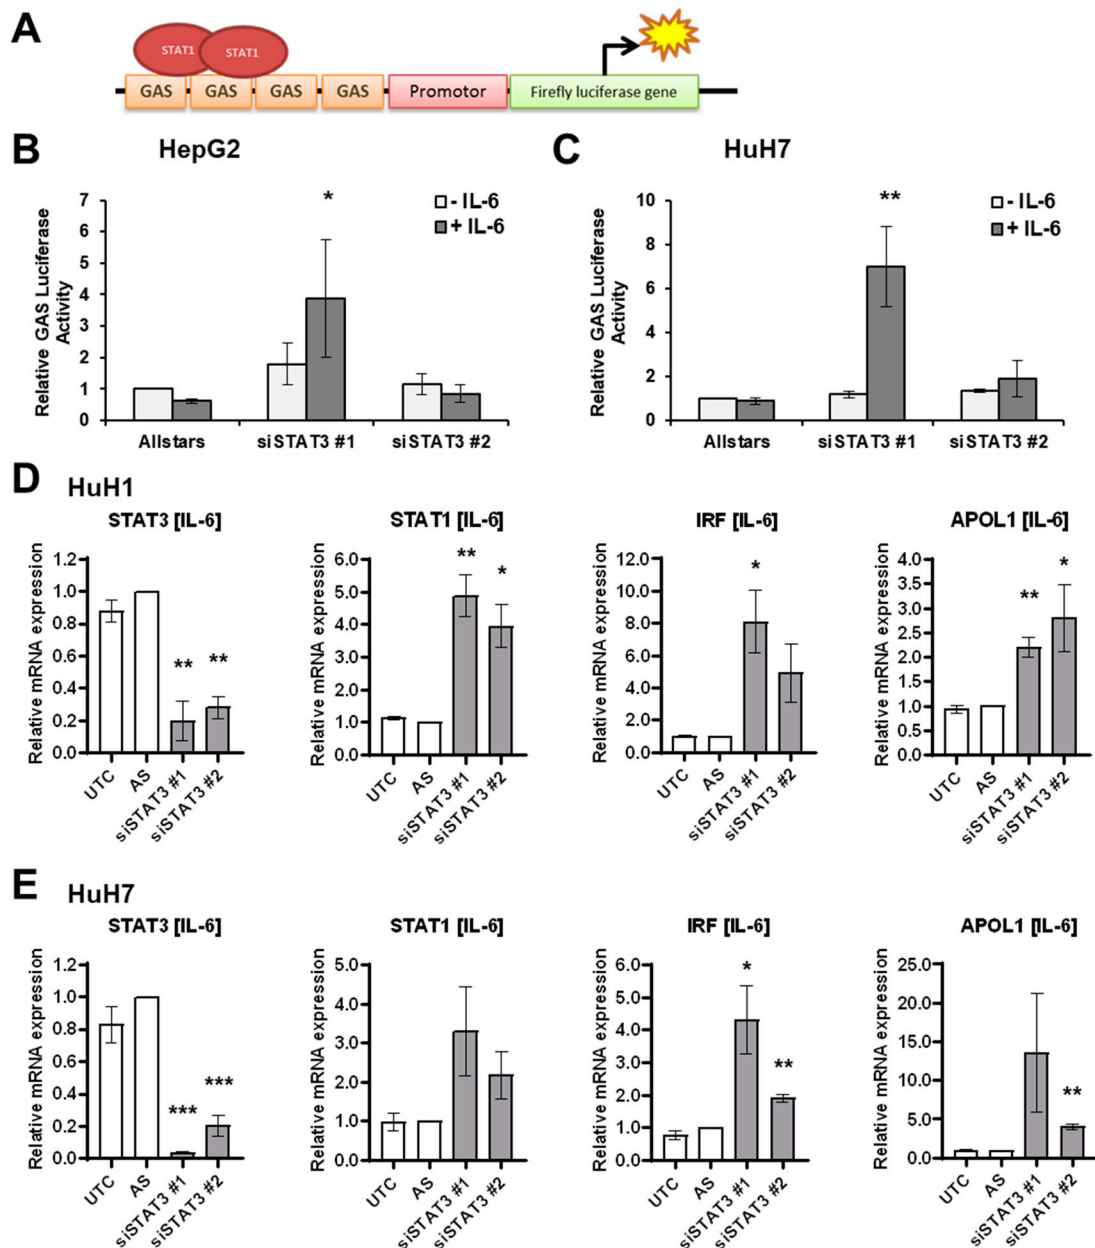 A
STAT1 STAT1
GAS GAS GAS GAS Promotor Firefly luciferase gene
B HepG2
Relative GAS Luciferase
Activity
7
6
5
4
3
2
1
0
*
- IL-6
+ IL-6
Allstars siSTAT3 #1 siSTAT3 #2
C HuH7
Relative GAS Luciferase
Activity
10
8
6
4
2
0
**
- IL-6
+ IL-6
Allstars siSTAT3 #1 siSTAT3 #2
D HuH1
STAT3 [IL-6]
Relative mRNA expression
1.2
1.0
0.8
0.6
0.4
0.2
0.0
** **
UTC AS siSTAT3 #1 siSTAT3 #2
STAT1 [IL-6]
Relative mRNA expression
6.0
5.0
4.0
3.0
2.0
1.0
0.0
** *
UTC AS siSTAT3 #1 siSTAT3 #2
IRF [IL-6]
Relative mRNA expression
12.0
10.0
8.0
6.0
4.0
2.0
0.0
*
UTC AS siSTAT3 #1 siSTAT3 #2
APOL1 [IL-6]
Relative mRNA expression
4.0
3.5
3.0
2.5
2.0
1.5
1.0
0.5
0.0
** *
UTC AS siSTAT3 #1 siSTAT3 #2
E HuH7
STAT3 [IL-6]
Relative mRNA expression
1.2
1.0
0.8
0.6
0.4
0.2
0.0
*** ***
UTC AS siSTAT3 #1 siSTAT3 #2
STAT1 [IL-6]
Relative mRNA expression
5.0
4.0
3.0
2.0
1.0
0.0
UTC AS siSTAT3 #1 siSTAT3 #2
IRF [IL-6]
Relative mRNA expression
6.0
5.0
4.0
3.0
2.0
1.0
0.0
* **
UTC AS siSTAT3 #1 siSTAT3 #2
APOL1 [IL-6]
Relative mRNA expression
25.0
20.0
15.0
10.0
5.0
0.0
**
UTC AS siSTAT3 #1 siSTAT3 #2